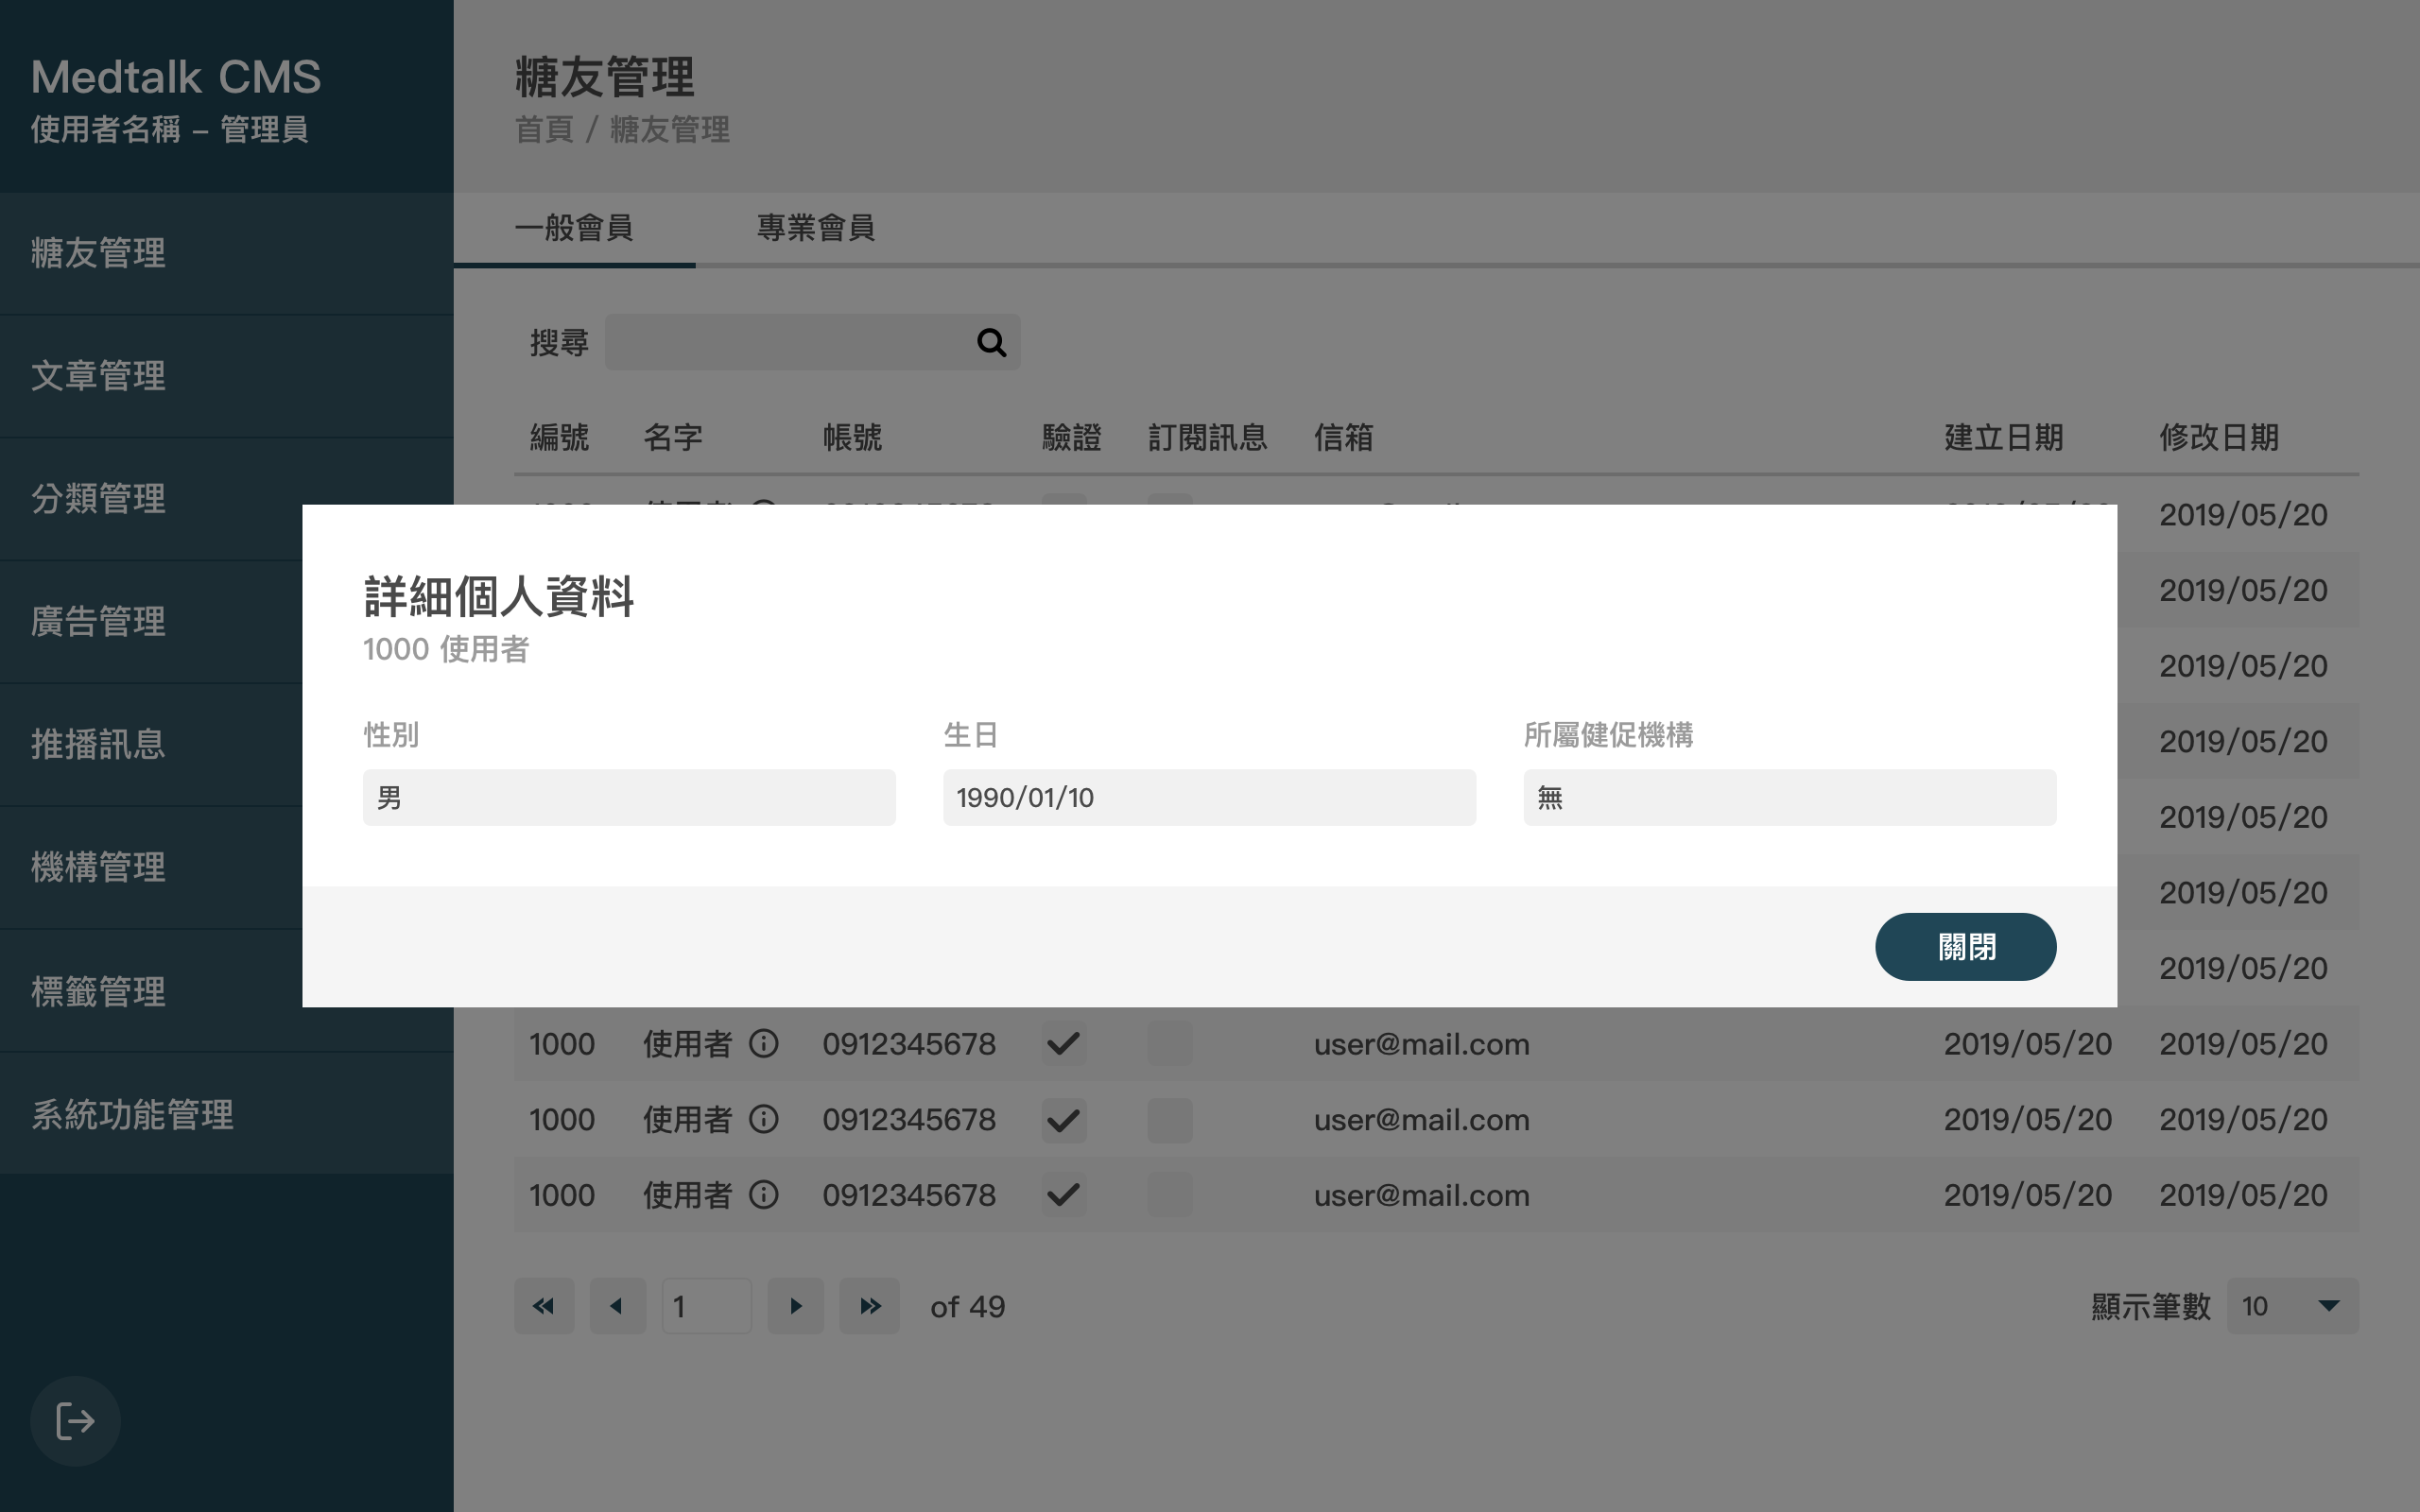 Medtalk CMS
使用者名稱 – 管理員
糖友管理
文章管理
分類管理
廣告管理
推播訊息
機構管理
標籤管理
系統功能管理
糖友管理
首頁 / 糖友管理
一般會員 專業會員
搜尋
編號 名字 帳號 驗證 訂閱訊息 信箱 建立日期 修改日期
2019/05/20
2019/05/20
2019/05/20
2019/05/20
2019/05/20
2019/05/20
2019/05/20
詳細個人資料
1000 使用者
性別 生日 所屬健促機構
男 1990/01/10 無
關閉
1000 使用者 0912345678 user@mail.com 2019/05/20 2019/05/20
1000 使用者 0912345678 user@mail.com 2019/05/20 2019/05/20
1000 使用者 0912345678 user@mail.com 2019/05/20 2019/05/20
1 of 49 顯示筆數 10